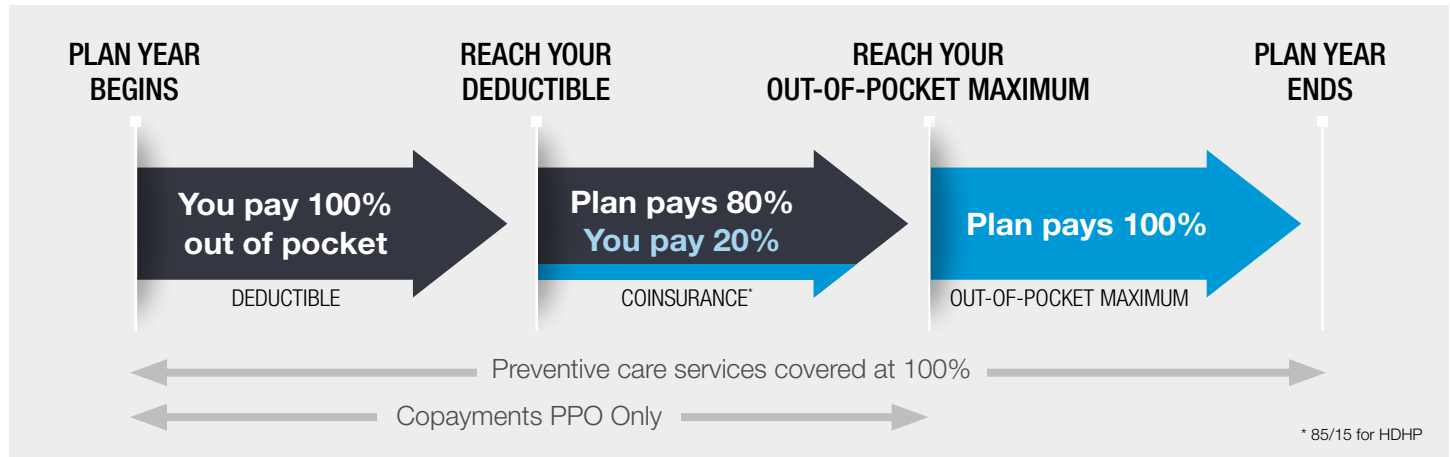 PLAN YEAR
BEGINS
REACH YOUR
DEDUCTIBLE
REACH YOUR
OUT-OF-POCKET MAXIMUM
PLAN YEAR
ENDS
You pay 100%
out of pocket
Plan pays 80%
You pay 20%
Plan pays 100%
DEDUCTIBLE
COINSURANCE*
OUT-OF-POCKET MAXIMUM
Preventive care services covered at 100%
Copayments PPO Only
* 85/15 for HDHP